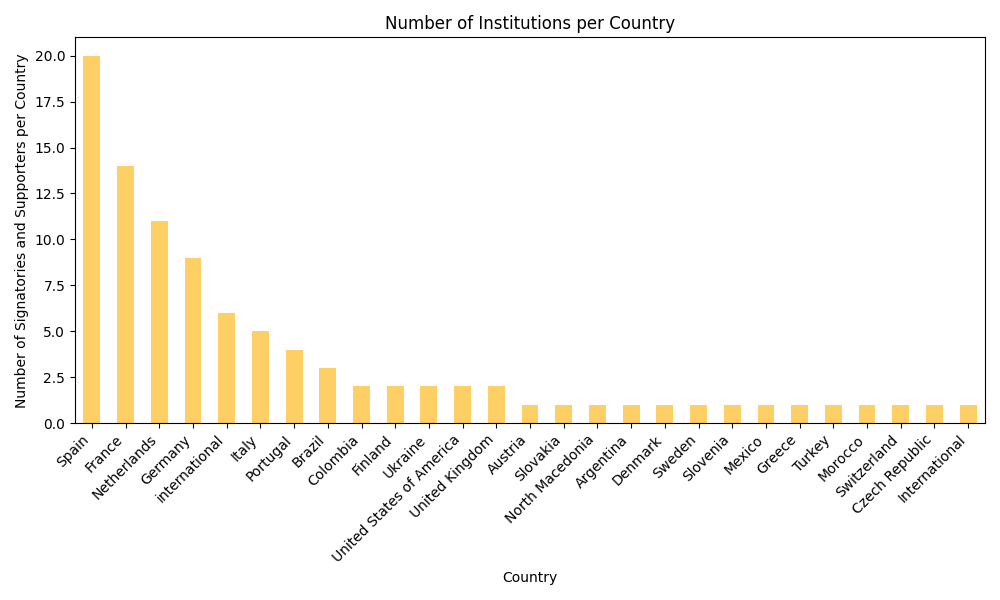 Number of Institutions per Country
Number of Signatories and Supporters per Country
20.0
17.5
15.0
12.5
10.0
7.5
5.0
2.5
0.0
Spain
France
Netherlands
Germany
international
Italy
Portugal
Brazil
Colombia
Finland
Ukraine
United States of America
United Kingdom
Austria
Slovakia
North Macedonia
Argentina
Denmark
Sweden
Slovenia
Mexico
Greece
Turkey
Morocco
Switzerland
Czech Republic
International
Country